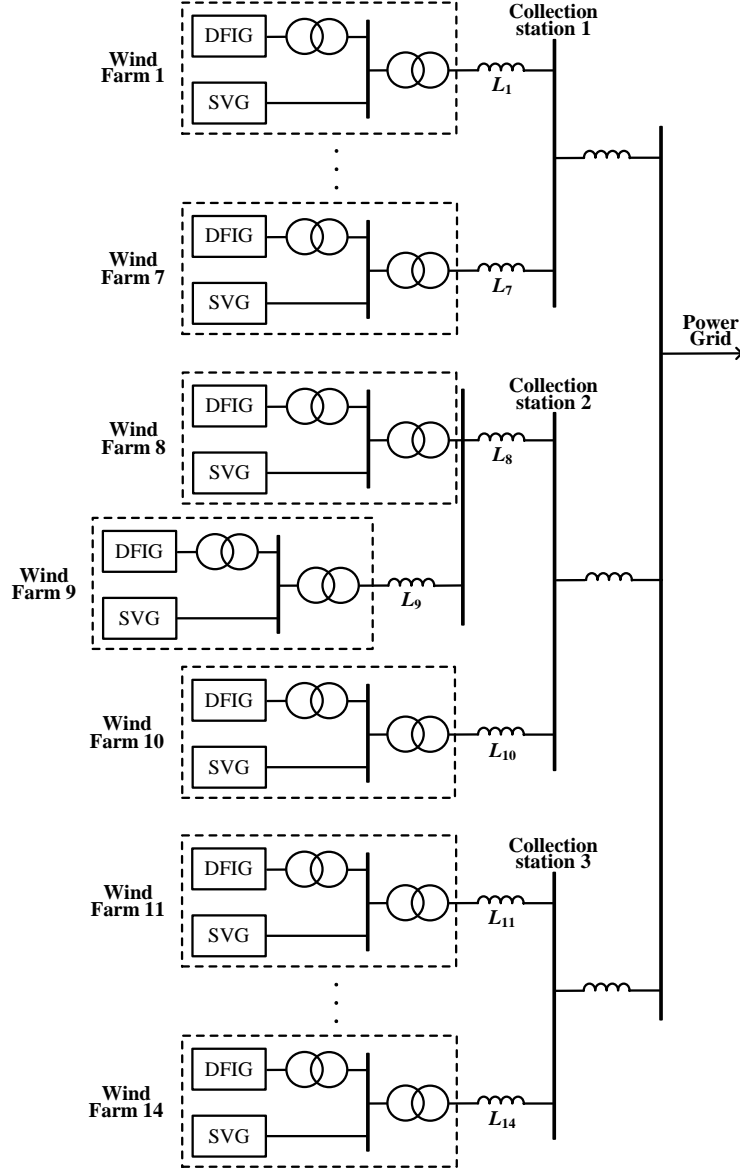 Collection
station 1
Wind
Farm 1
DFIG
SVG
L1
Wind
Farm 7
DFIG
SVG
L7
Power
Grid
Collection
station 2
Wind
Farm 8
DFIG
SVG
L8
Wind
Farm 9
DFIG
SVG
L9
Wind
Farm 10
DFIG
SVG
L10
Collection
station 3
Wind
Farm 11
DFIG
SVG
L11
Wind
Farm 14
DFIG
SVG
L14